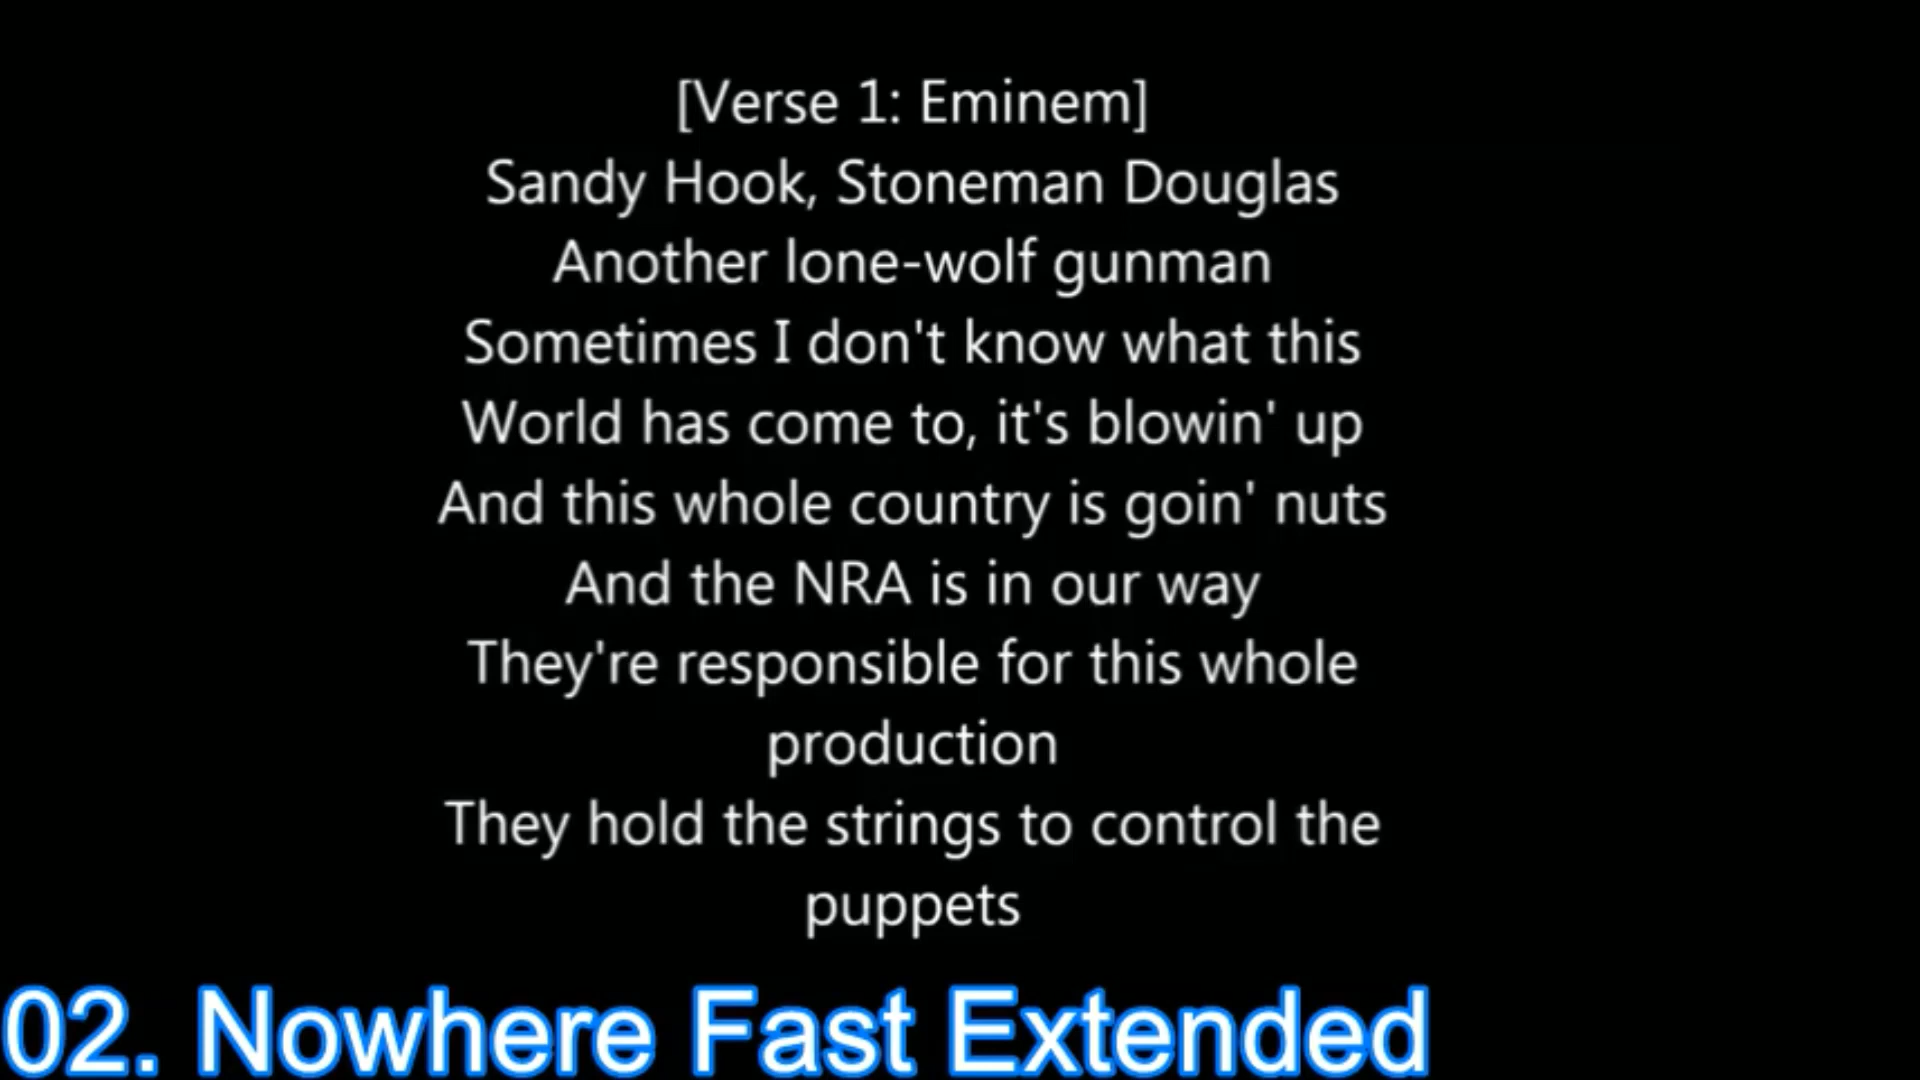 [Verse 1: Eminem]
Sandy Hook, Stoneman Douglas
Another lone-wolf gunman
Sometimes I don't know what this
World has come to, it's blowin' up
And this whole country is goin' nuts
And the NRA is in our way
They're responsible for this whole
production
They hold the strings to control the
puppets
02. Nowhere Fast Extended